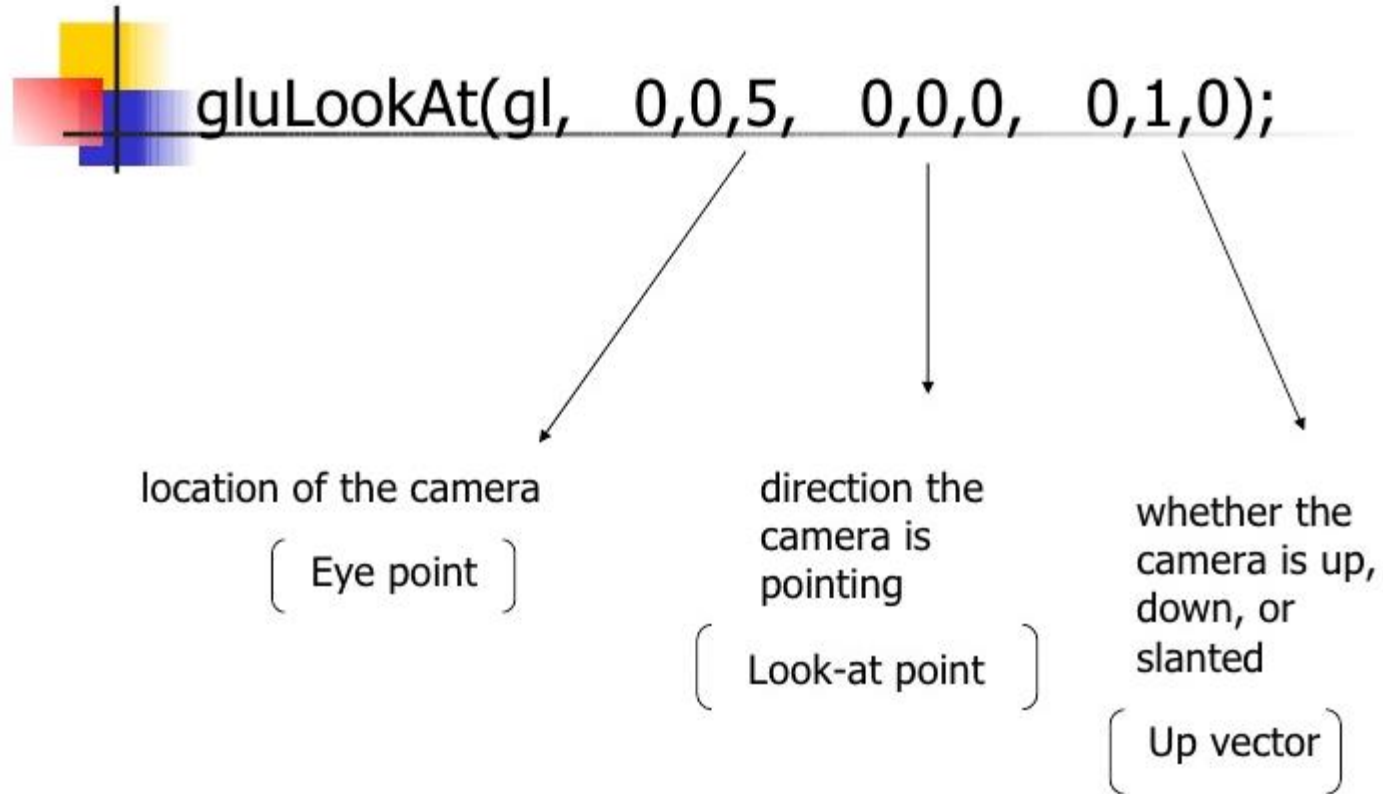 gluLookAt(gl, 0,0,5, 0,0,0, 0,1,0);
location of the camera
Eye point
direction the
camera is
pointing
Look-at point
whether the
camera is up,
down, or
slanted
Up vector